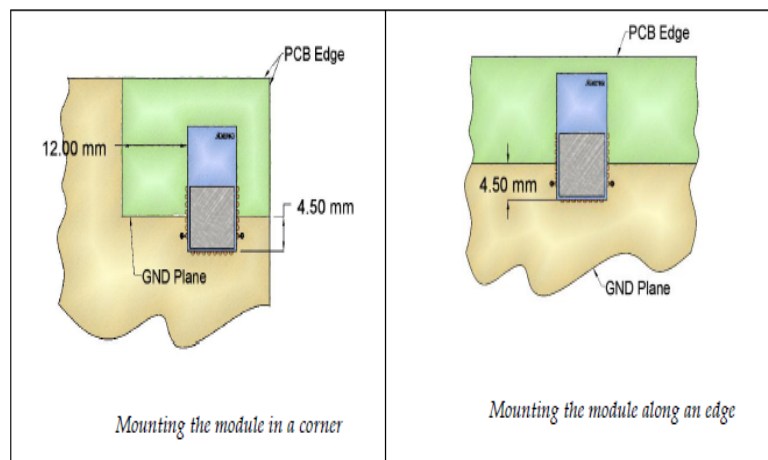 PCB Edge
12.00 mm
4.50 mm
GND Plane
Mounting the module in a corner
PCB Edge
4.50 mm
GND Plane
Mounting the module along an edge